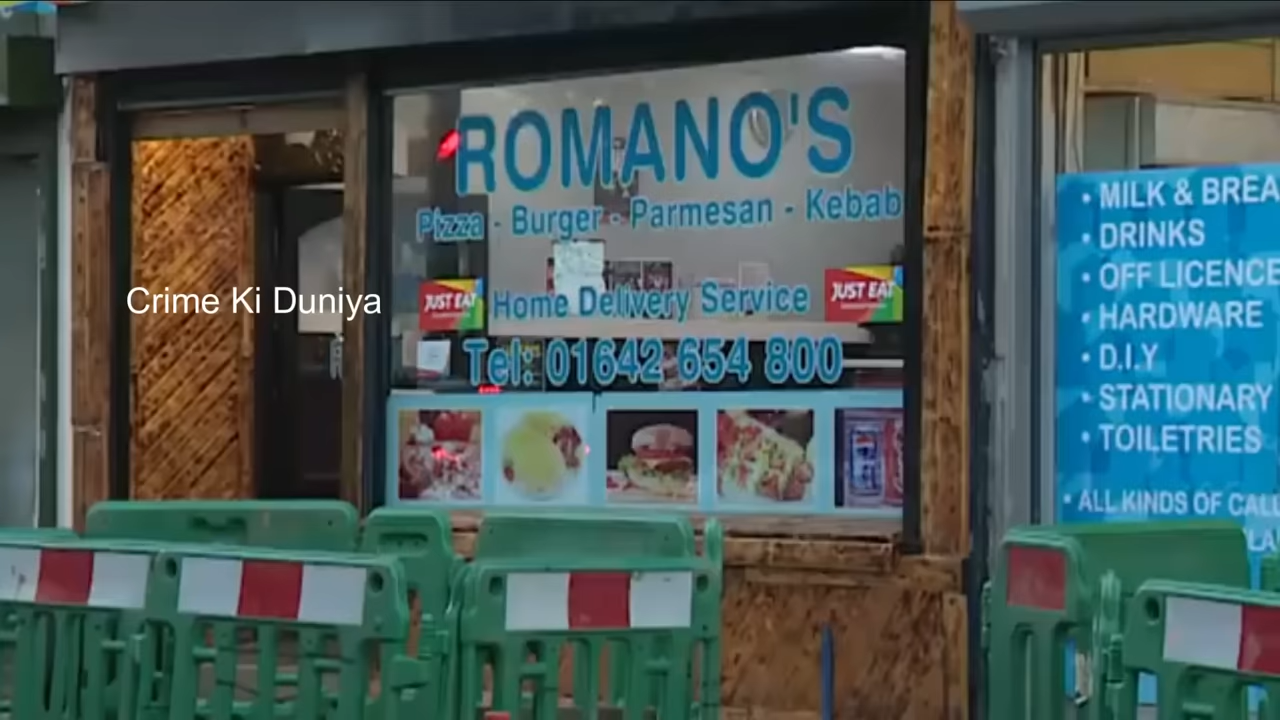 ROMANO'S
Pizza - Burger - Parmesan - Kebab
JUST EAT
Home Delivery Service
JUST EAT
Tel: 01642 654 800
Crime Ki Duniya
• MILK & BREA
• DRINKS
• OFF LICENCE
• HARDWARE
• D.I.Y
• STATIONARY
• TOILETRIES
• ALL KINDS OF CALL